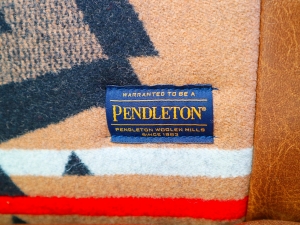 WARRANTED TO BE A
PENDLETON®
PENDLETON WOOLEN MILLS
SINCE 1863